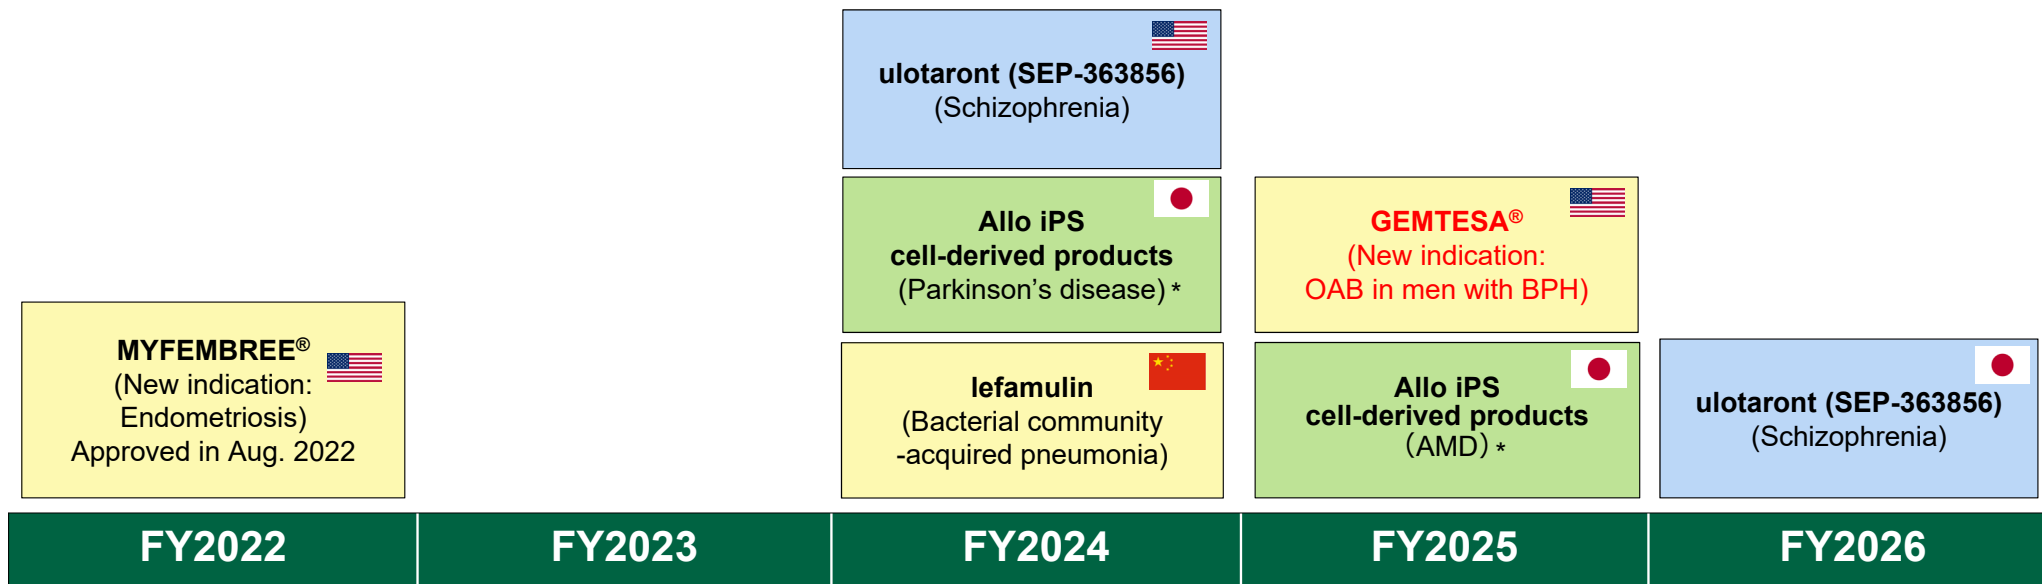 MYFEMBREE®
(New indication:
Endometriosis)
Approved in Aug. 2022
ulotaront (SEP-363856)
(Schizophrenia)
Allo iPS
cell-derived products
(Parkinson’s disease) *
lefamulin
(Bacterial community
-acquired pneumonia)
GEMTESA®
(New indication:
OAB in men with BPH)
Allo iPS
cell-derived products
（AMD）*
ulotaront (SEP-363856)
(Schizophrenia)
FY2022
FY2023
FY2024
FY2025
FY2026